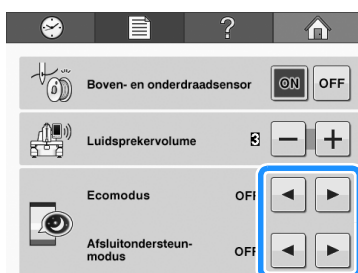 ?
Boven- en onderdraadsensor ON OFF
Luidsprekervolume 3 − +
Ecomodus OFF
Afsluitondersteun-
modus OFF